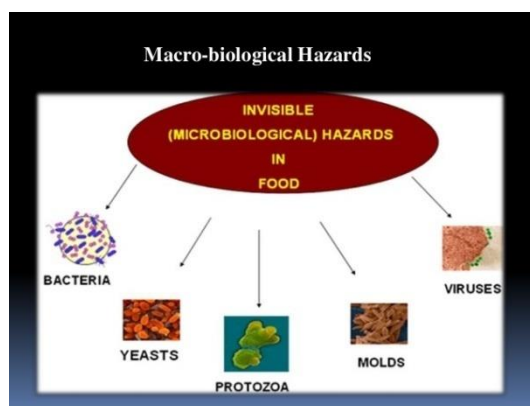 Macro-biological Hazards
INVISIBLE
(MICROBIOLOGICAL) HAZARDS
IN
FOOD
BACTERIA
YEASTS
PROTOZOA
MOLDS
VIRUSES